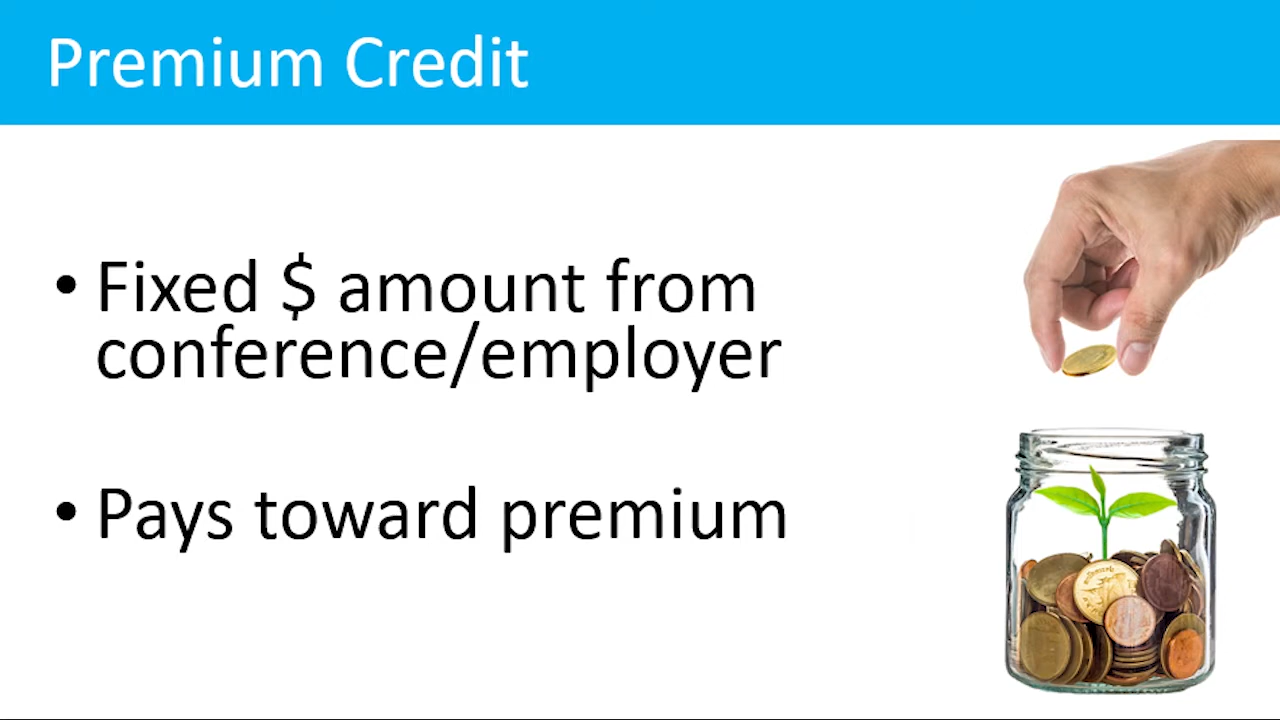 Premium Credit
• Fixed $ amount from
conference/employer
• Pays toward premium